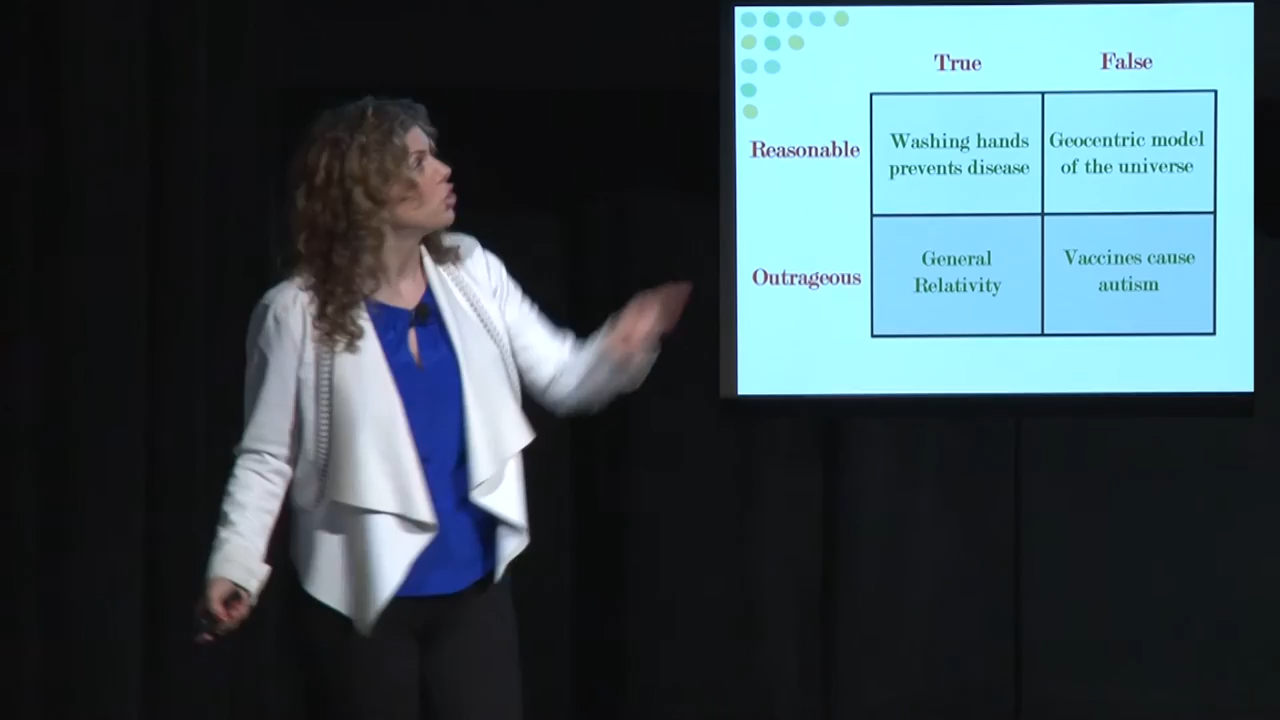 True False
Reasonable
Washing hands
prevents disease
Geocentric model
of the universe
Outrageous
General
Relativity
Vaccines cause
autism